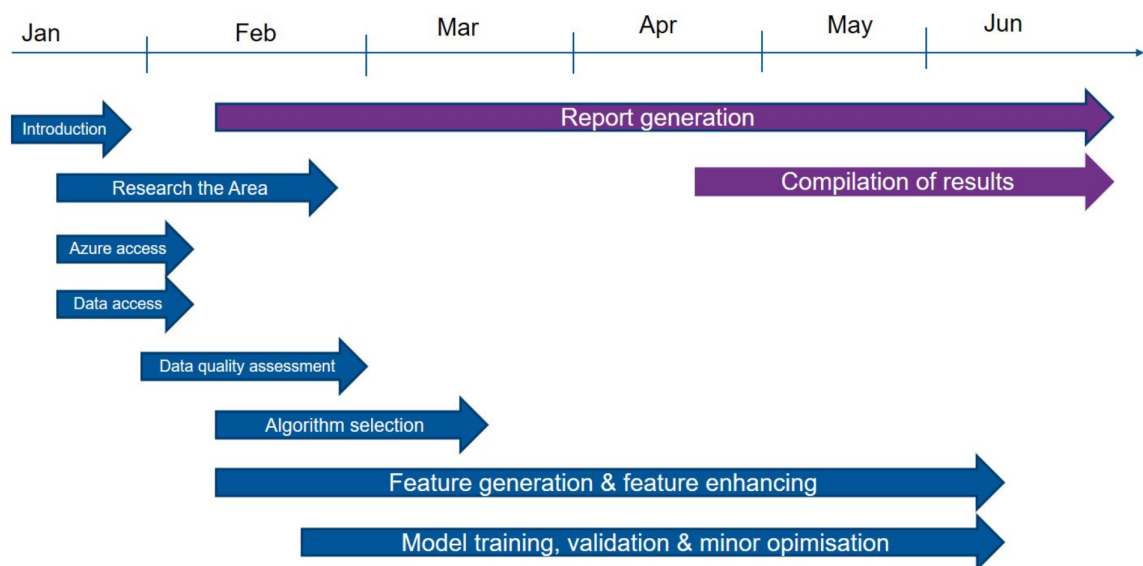 Jan
Feb
Mar
Apr
May
Jun
Introduction
Report generation
Research the Area
Compilation of results
Azure access
Data access
Data quality assessment
Algorithm selection
Feature generation & feature enhancing
Model training, validation & minor opimisation